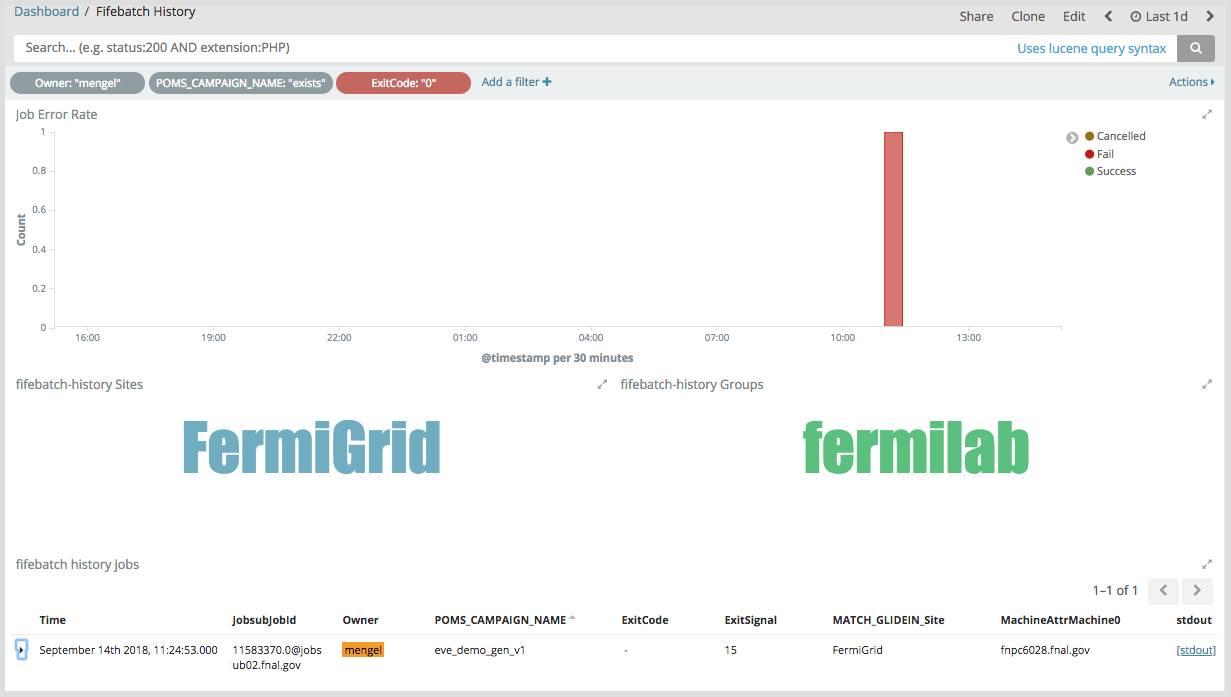 Dashboard / Fifebatch History
Share Clone Edit Last 1d
Search... (e.g. status:200 AND extension:PHP)
Uses lucene query syntax
Owner: "mengel" POMS_CAMPAIGN_NAME: "exists" ExitCode: "0" Add a filter +
Actions
Job Error Rate
Cancelled
Fail
Success
1
0.8
0.6
0.4
0.2
0
Count
16:00 19:00 22:00 01:00 04:00 07:00 10:00 13:00
@timestamp per 30 minutes
fifebatch-history Sites
FermiGrid
fifebatch-history Groups
fermilab
fifebatch history jobs
1–1 of 1
Time JobsubJobId Owner POMS_CAMPAIGN_NAME ExitCode ExitSignal MATCH_GLIDEIN_Site MachineAttrMachine0 stdout
September 14th 2018, 11:24:53.000 11583370.0@jobs mengel eve_demo_gen_v1 - 15 FermiGrid fnpc6028.fnal.gov [stdout]
ub02.fnal.gov